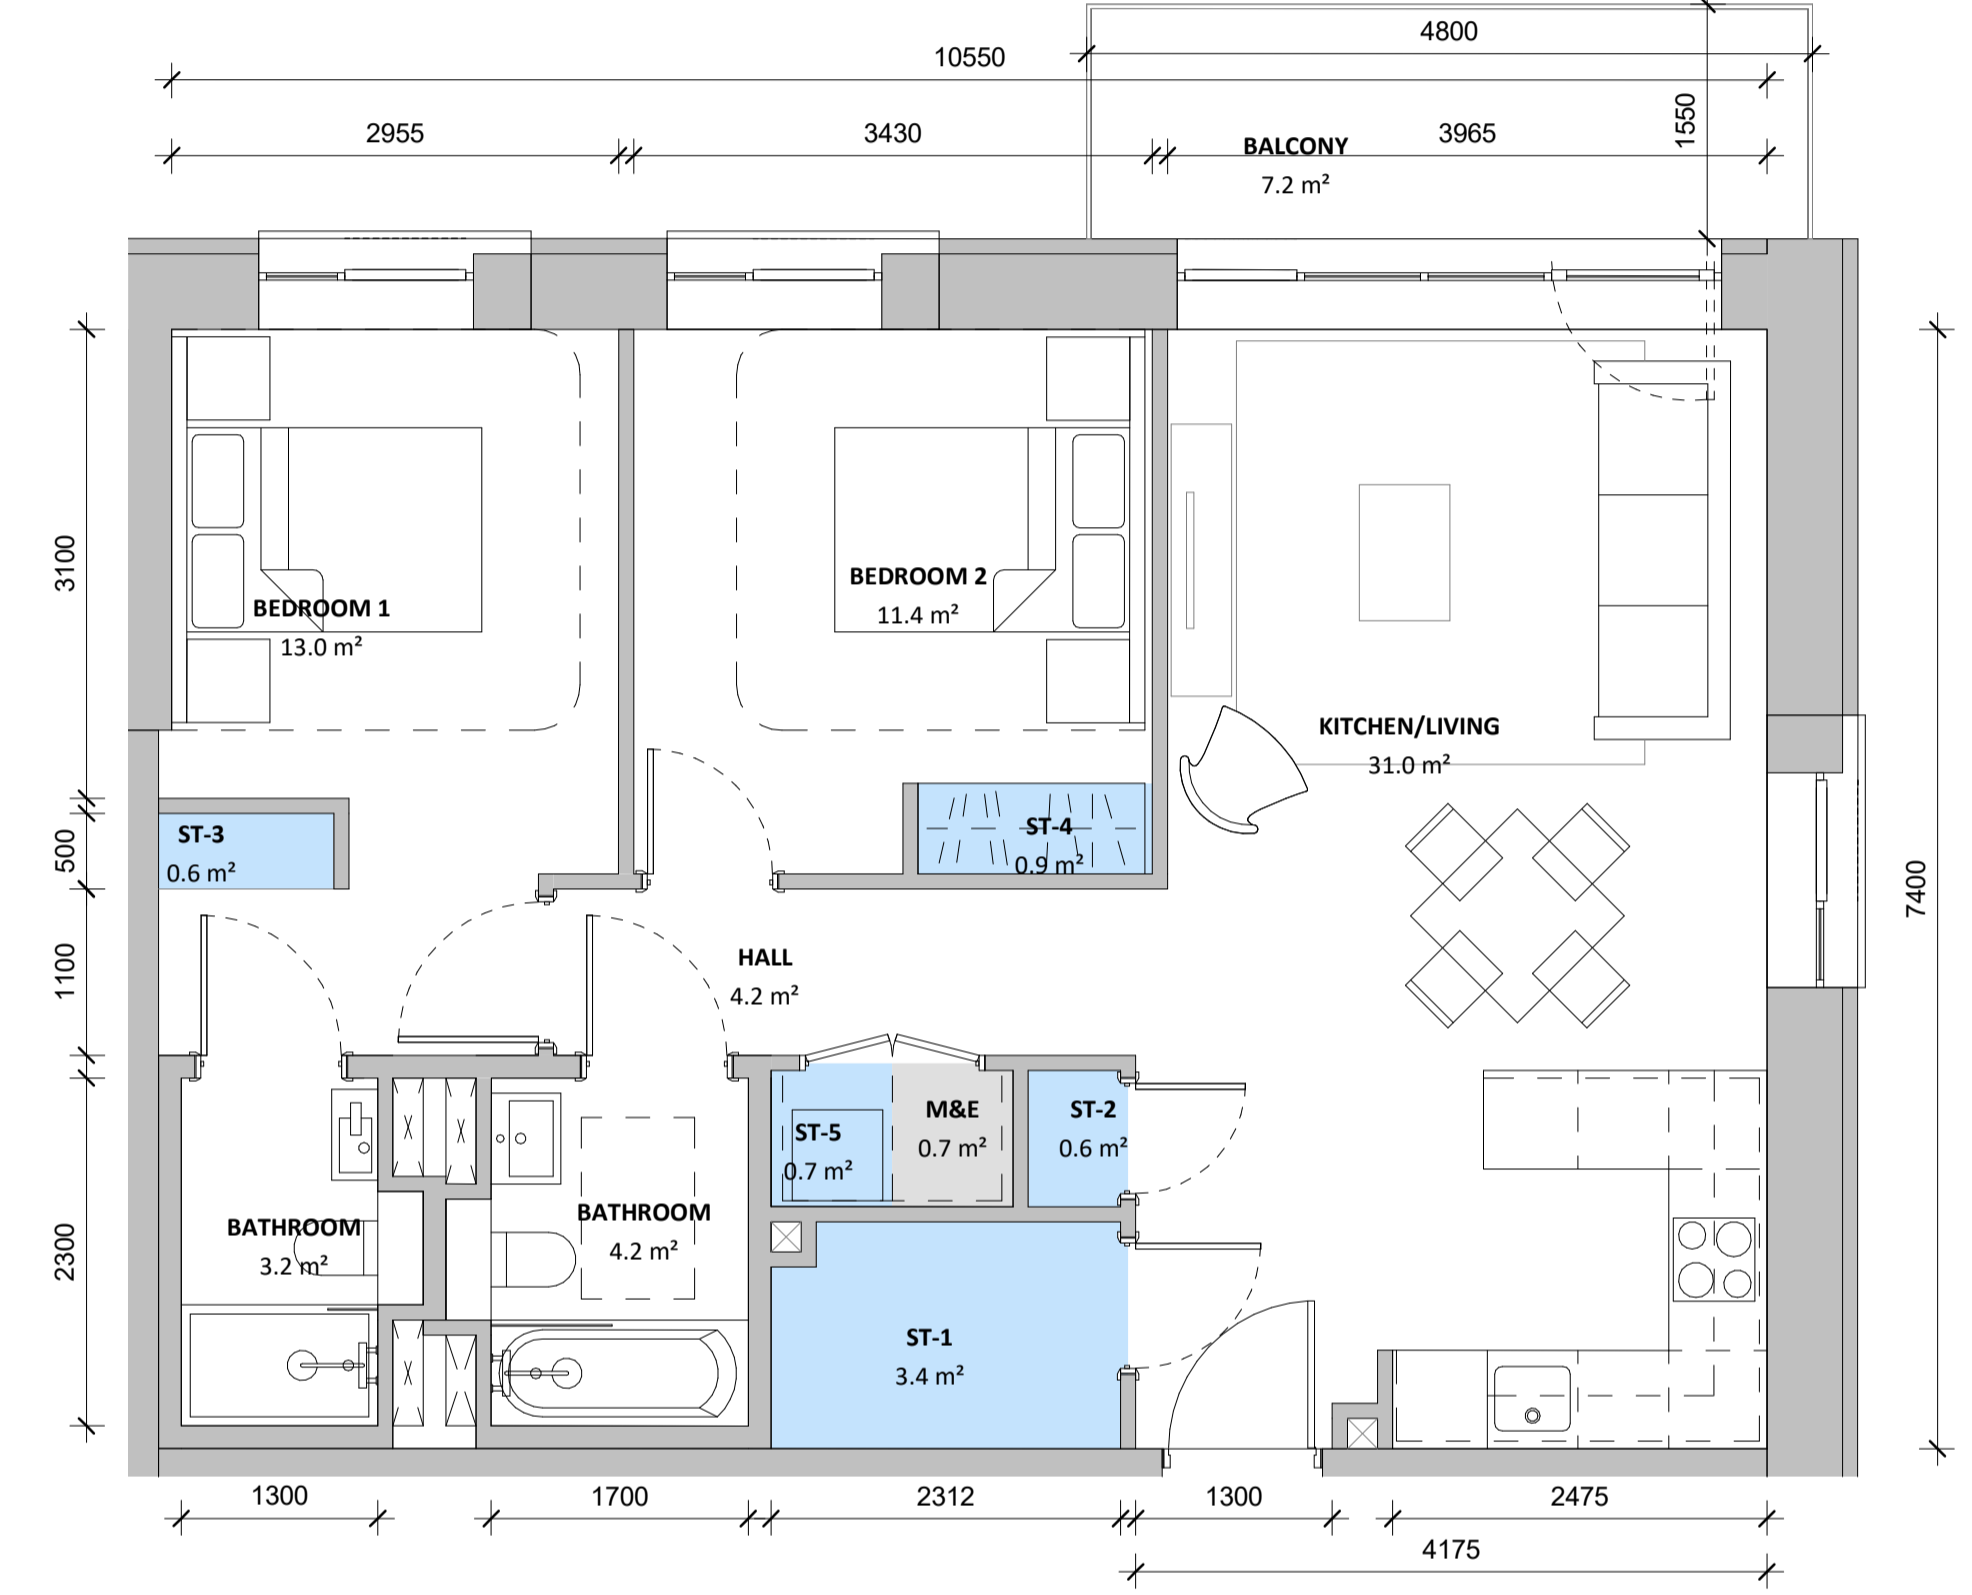 4800
10550
2955
3430
3965
1550
BALCONY
7.2 m²
3100
BEDROOM 1
13.0 m²
BEDROOM 2
11.4 m²
KITCHEN/LIVING
31.0 m²
500
ST-3
0.6 m²
ST-4
0.9 m²
7400
1100
HALL
4.2 m²
M&E
0.7 m²
ST-2
0.6 m²
ST-5
0.7 m²
2300
BATHROOM
3.2 m²
BATHROOM
4.2 m²
ST-1
3.4 m²
1300
1700
2312
1300
2475
4175